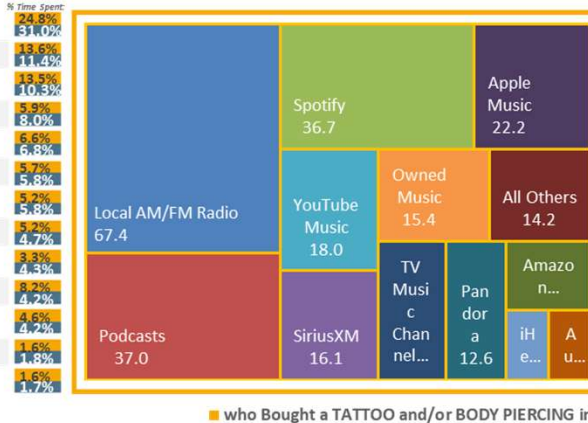 % Time Spent:
24.8%
31.0%
13.6%
11.4%
13.5%
10.3%
5.9%
8.0%
6.6%
6.8%
5.7%
5.8%
5.2%
5.8%
5.2%
4.7%
3.3%
4.3%
8.2%
4.2%
4.6%
4.2%
1.6%
1.8%
1.6%
1.7%
Local AM/FM Radio
67.4
Podcasts
37.0
Spotify
36.7
Apple
Music
22.2
YouTube
Music
18.0
Owned
Music
15.4
All Others
14.2
SiriusXM
16.1
TV
Musi
c
Chan
nel...
Pan
dor
a
12.6
Amazo
n...
iH
e...
A
u...
who Bought a TATTOO and/or BODY PIERCING in